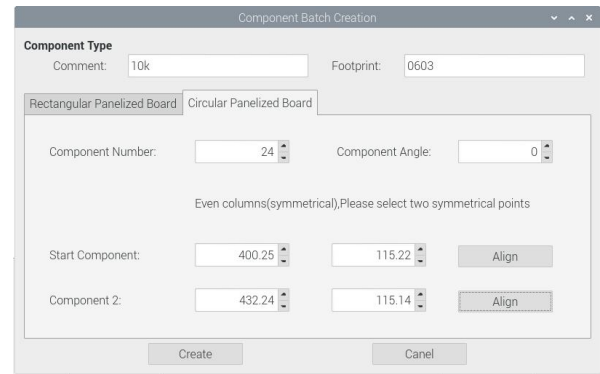 Component Batch Creation
Component Type
Comment: 10k Footprint: 0603
Rectangular Panelized Board Circular Panelized Board
Component Number: 24 Component Angle: 0
Even columns(symmetrical),Please select two symmetrical points
Start Component: 400.25 115.22 Align
Component 2: 432.24 115.14 Align
Create Canel